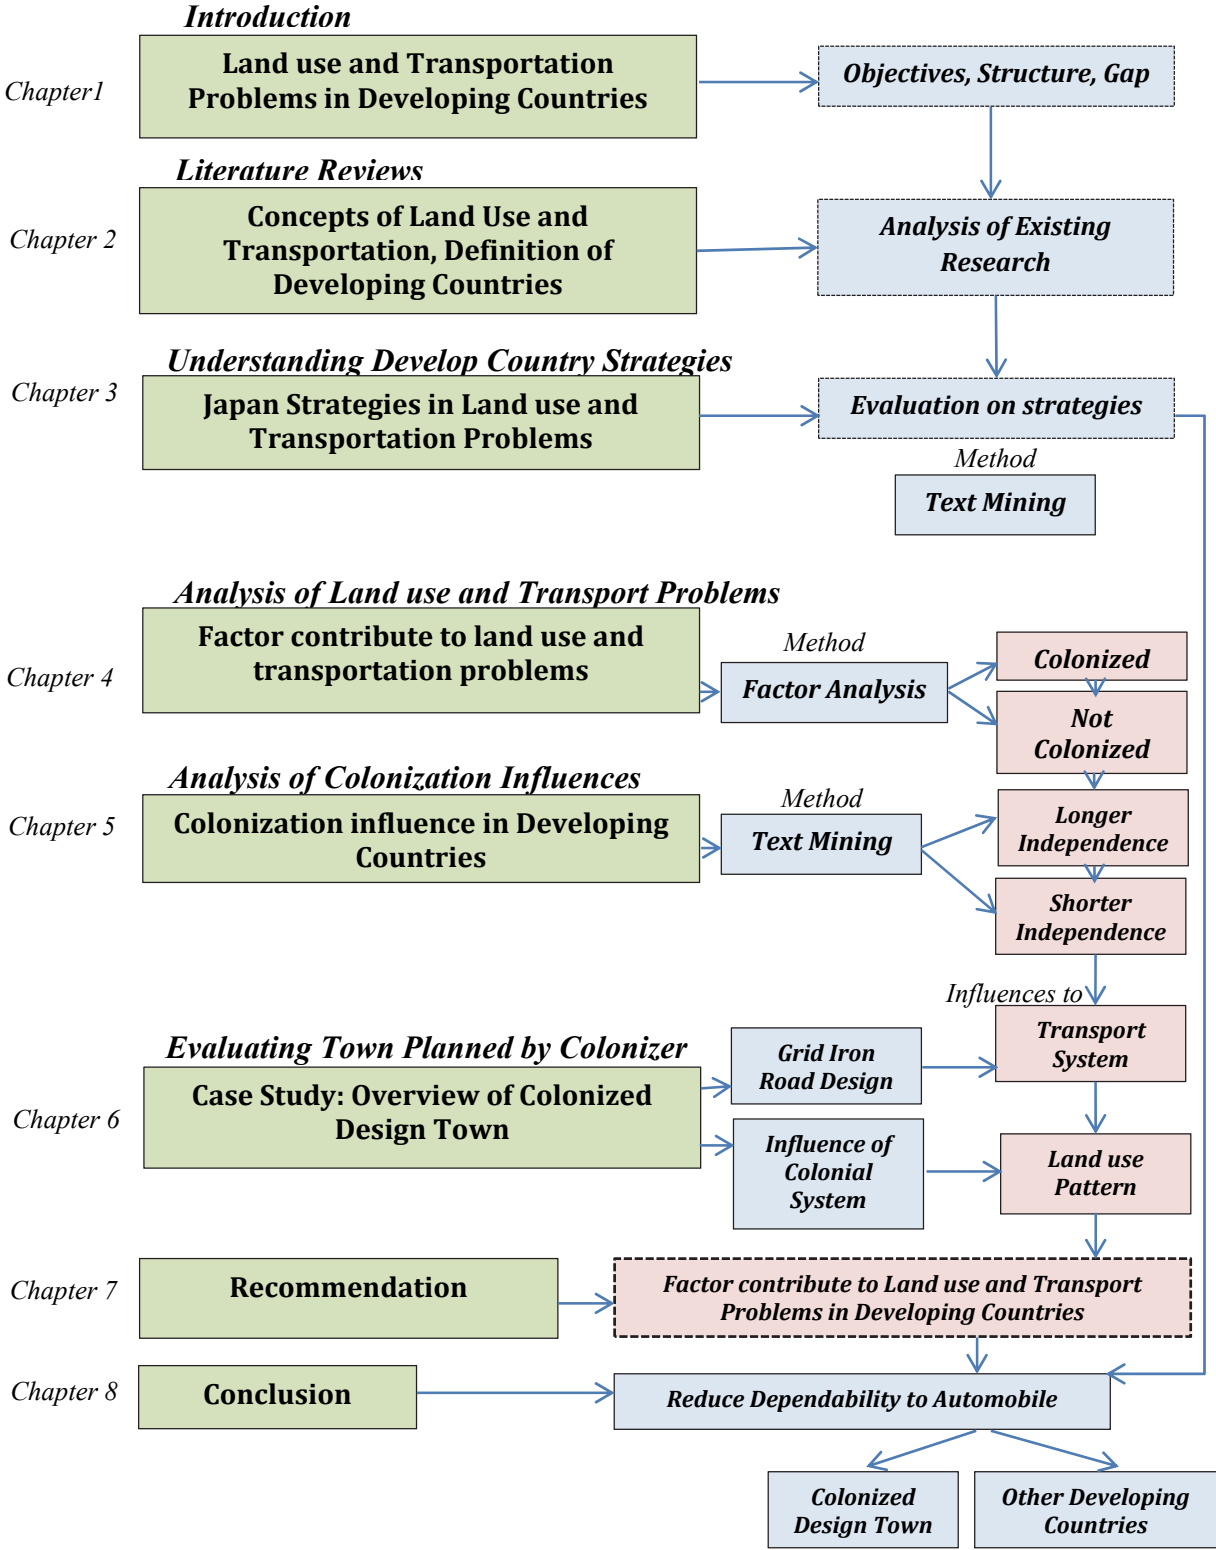 Introduction
Chapter1
Land use and Transportation
Problems in Developing Countries
Objectives, Structure, Gap
Literature Reviews
Chapter 2
Concepts of Land Use and
Transportation, Definition of
Developing Countries
Analysis of Existing
Research
Understanding Develop Country Strategies
Chapter 3
Japan Strategies in Land use and
Transportation Problems
Evaluation on strategies
Method
Text Mining
Analysis of Land use and Transport Problems
Chapter 4
Factor contribute to land use and
transportation problems
Method
Factor Analysis
Colonized
Not
Colonized
Analysis of Colonization Influences
Chapter 5
Colonization influence in Developing
Countries
Method
Text Mining
Longer
Independence
Shorter
Independence
Influences to
Evaluating Town Planned by Colonizer
Chapter 6
Case Study: Overview of Colonized
Design Town
Grid Iron
Road Design
Transport
System
Influence of
Colonial
System
Land use
Pattern
Chapter 7
Recommendation
Factor contribute to Land use and Transport
Problems in Developing Countries
Chapter 8
Conclusion
Reduce Dependability to Automobile
Colonized
Design Town
Other Developing
Countries